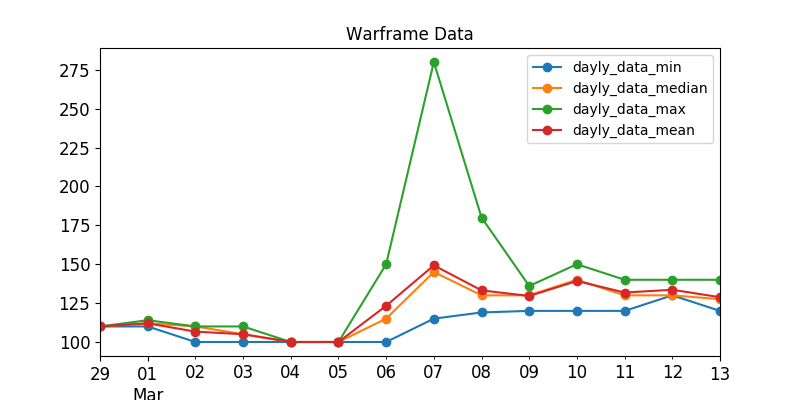 Warframe Data
dayly_data_min
dayly_data_median
dayly_data_max
dayly_data_mean
275
250
225
200
175
150
125
100
29 01 02 03 04 05 06 07 08 09 10 11 12 13
Mar